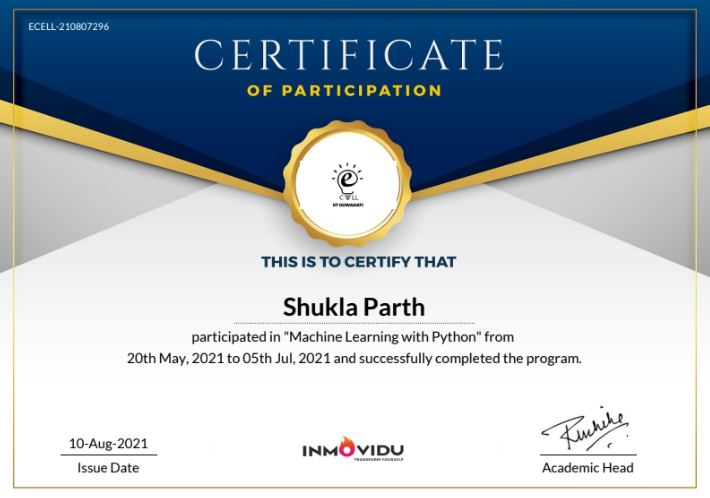 ECELL-210807296
CERTIFICATE
OF PARTICIPATION
e
CELL
IIT GUWAHATI
THIS IS TO CERTIFY THAT
Shukla Parth
participated in "Machine Learning with Python" from
20th May, 2021 to 05th Jul, 2021 and successfully completed the program.
10-Aug-2021
Issue Date
INMOVIDU
TRANSFORM YOURSELF
Academic Head